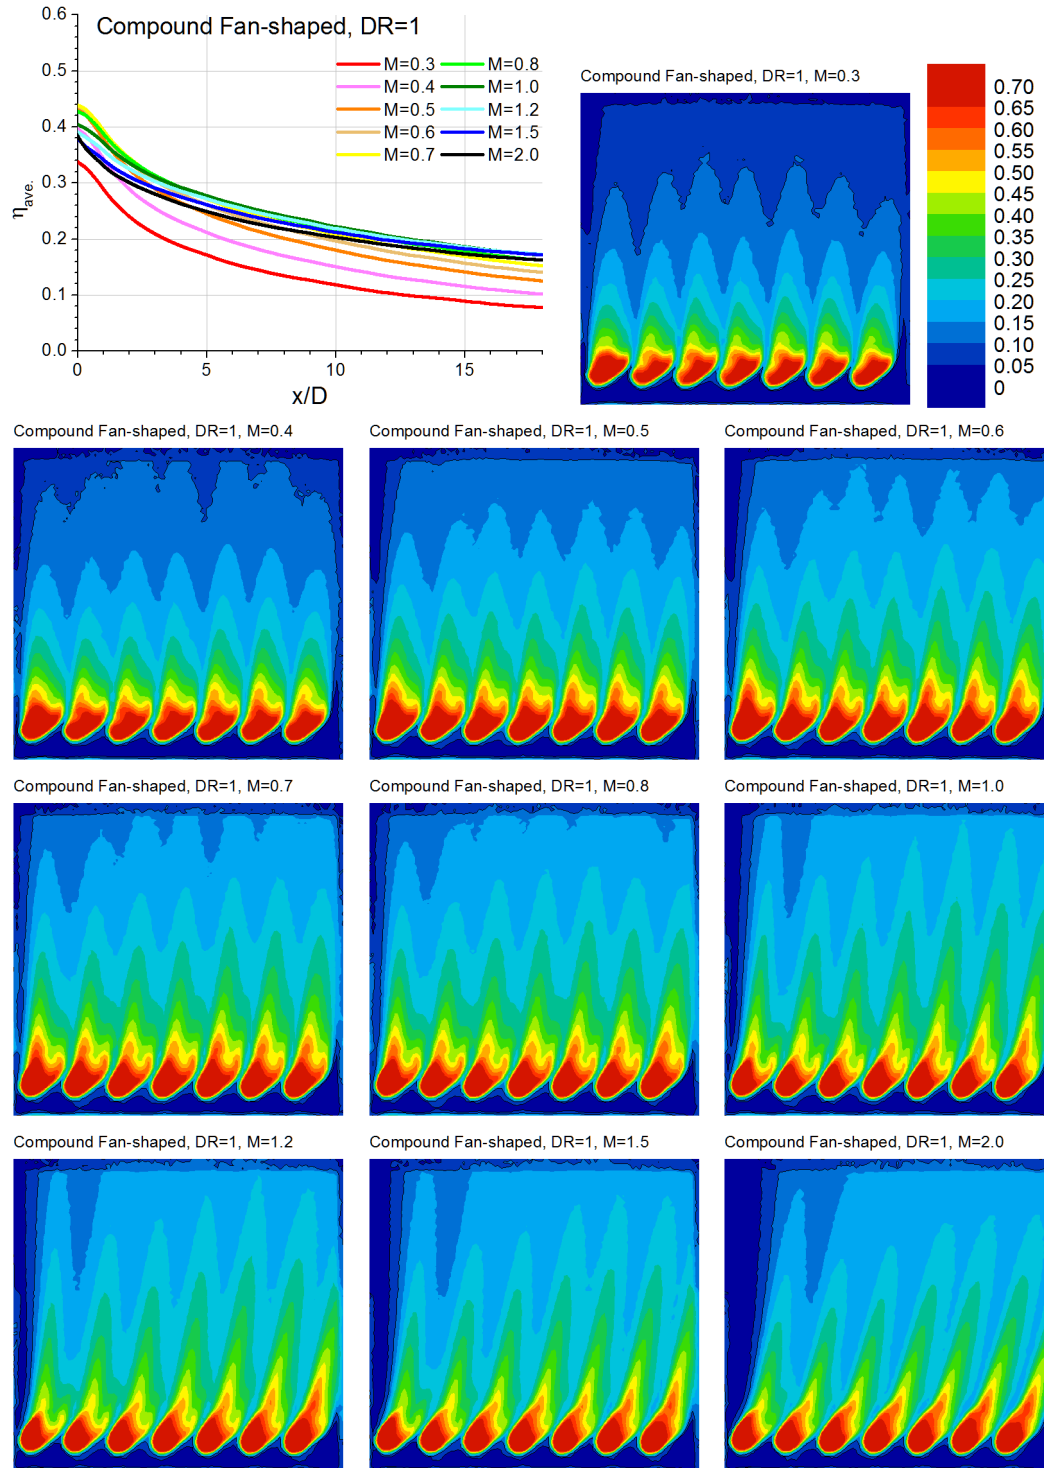 Compound Fan-shaped, DR=1
0.6
0.5
0.4
0.3
0.2
0.1
0.0
ηave.
0 5 10 15
x/D
M=0.3 M=0.8
M=0.4 M=1.0
M=0.5 M=1.2
M=0.6 M=1.5
M=0.7 M=2.0
Compound Fan-shaped, DR=1, M=0.3
0.70
0.65
0.60
0.55
0.50
0.45
0.40
0.35
0.30
0.25
0.20
0.15
0.10
0.05
0
Compound Fan-shaped, DR=1, M=0.4
Compound Fan-shaped, DR=1, M=0.5
Compound Fan-shaped, DR=1, M=0.6
Compound Fan-shaped, DR=1, M=0.7
Compound Fan-shaped, DR=1, M=0.8
Compound Fan-shaped, DR=1, M=1.0
Compound Fan-shaped, DR=1, M=1.2
Compound Fan-shaped, DR=1, M=1.5
Compound Fan-shaped, DR=1, M=2.0